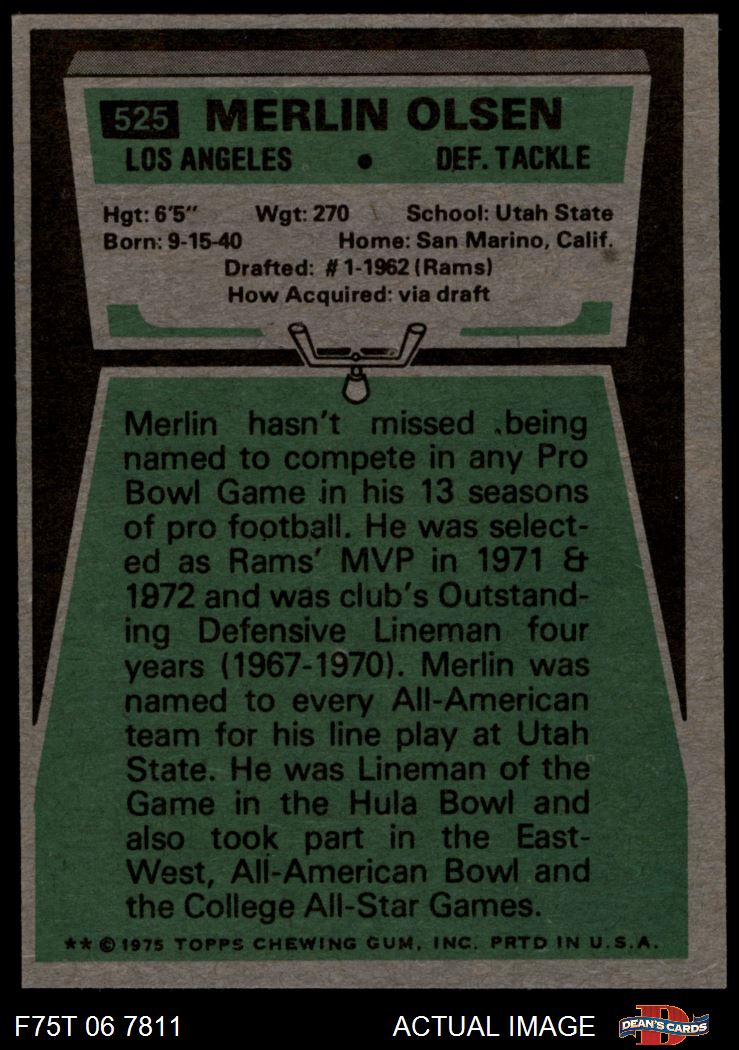 525 MERLIN OLSEN
LOS ANGELES • DEF. TACKLE
Hgt: 6'5" Wgt: 270 School: Utah State
Born: 9-15-40 Home: San Marino, Calif.
Drafted: #1-1962 (Rams)
How Acquired: via draft
Merlin hasn't missed being
named to compete in any Pro
Bowl Game in his 13 seasons
of pro football. He was select-
ed as Rams' MVP in 1971 &
1972 and was club's Outstand-
ing Defensive Lineman four
years (1967-1970). Merlin was
named to every All-American
team for his line play at Utah
State. He was Lineman of the
Game in the Hula Bowl and
also took part in the East-
West, All-American Bowl and
the College All-Star Games.
** © 1975 TOPPS CHEWING GUM, INC. PRTD IN U.S.A.
F75T 06 7811 ACTUAL IMAGE D DEAN'S CARDS